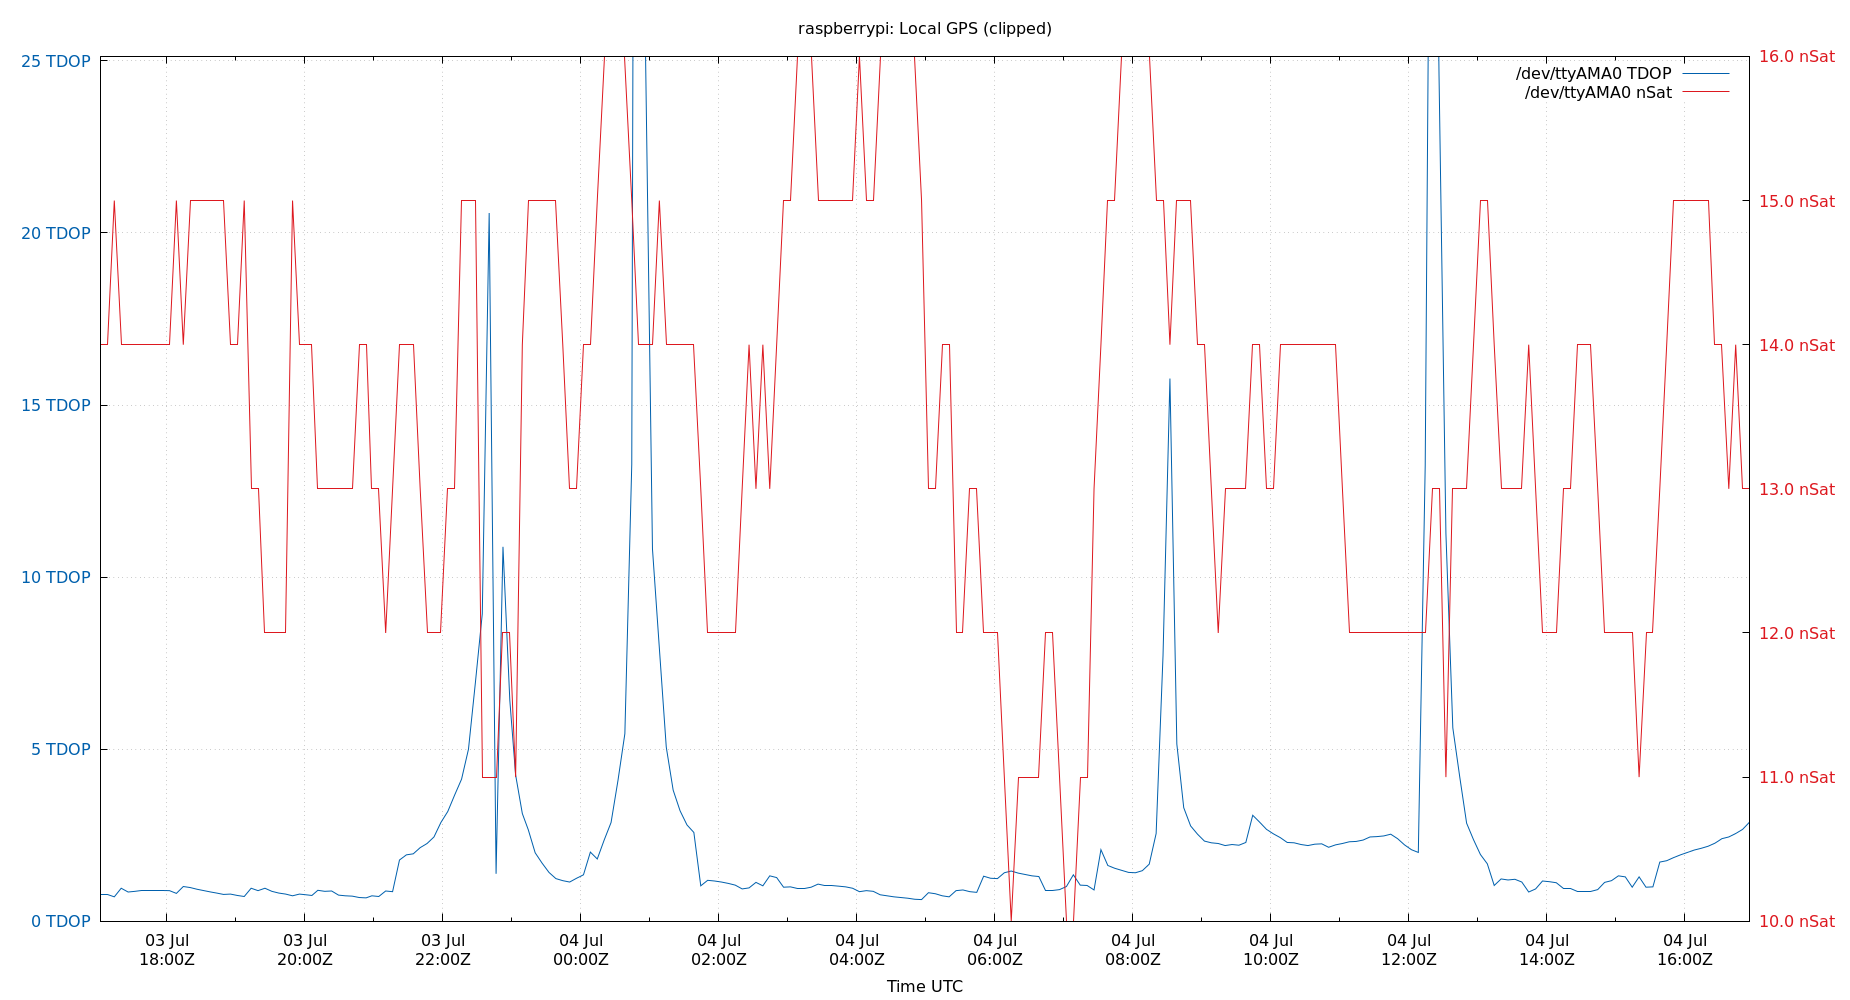 raspberrypi: Local GPS (clipped)
25 TDOP
20 TDOP
15 TDOP
10 TDOP
5 TDOP
0 TDOP
16.0 nSat
15.0 nSat
14.0 nSat
13.0 nSat
12.0 nSat
11.0 nSat
10.0 nSat
/dev/ttyAMA0 TDOP
/dev/ttyAMA0 nSat
03 Jul
18:00Z
03 Jul
20:00Z
03 Jul
22:00Z
04 Jul
00:00Z
04 Jul
02:00Z
04 Jul
04:00Z
04 Jul
06:00Z
04 Jul
08:00Z
04 Jul
10:00Z
04 Jul
12:00Z
04 Jul
14:00Z
04 Jul
16:00Z
Time UTC